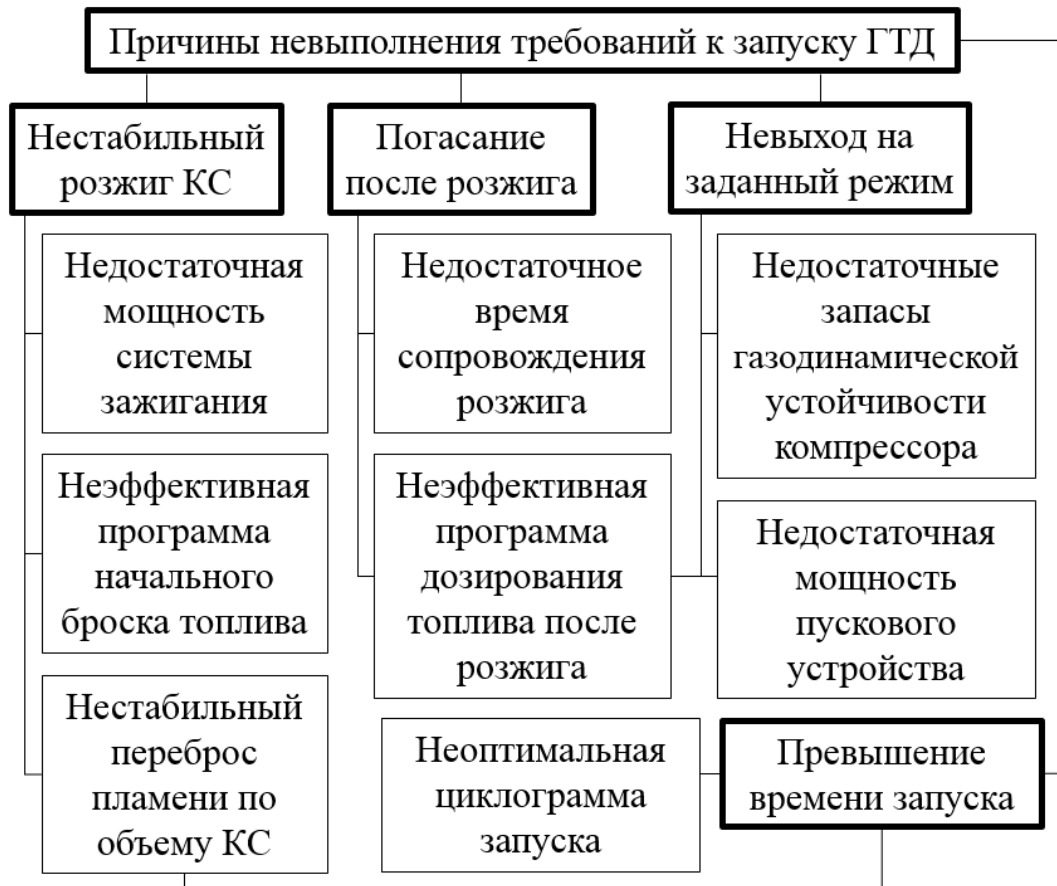 Причины невыполнения требований к запуску ГТД
Нестабильный
розжиг КС
Погасание
после розжига
Невыход на
заданный режим
Недостаточная
мощность
системы
зажигания
Недостаточное
время
сопровождения
розжига
Недостаточные
запасы
газодинамической
устойчивости
компрессора
Неэффективная
программа
начального
броска топлива
Неэффективная
программа
дозирования
топлива после
розжига
Недостаточная
мощность
пускового
устройства
Нестабильный
переброс
пламени по
объему КС
Неоптимальная
циклограмма
запуска
Превышение
времени запуска